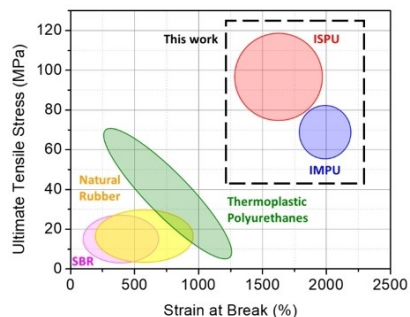 Ultimate Tensile Stress (MPa)
120
100
80
60
40
20
0
This work
ISPU
IMPU
Natural
Rubber
Thermoplastic
Polyurethanes
SBR
0 500 1000 1500 2000 2500
Strain at Break (%)